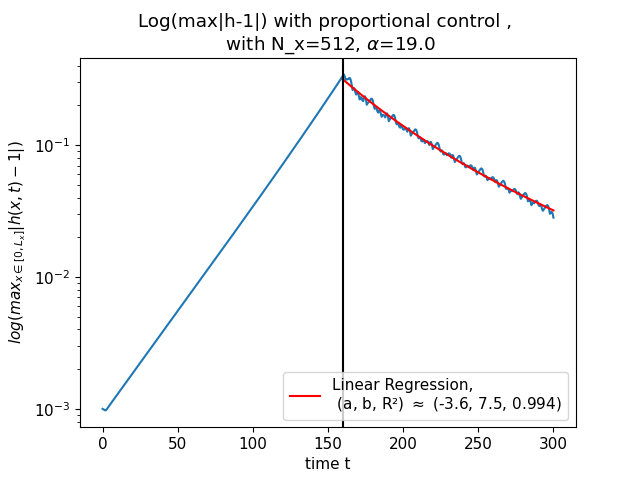 Log(max|h-1|) with proportional control ,
with N_x=512, α=19.0
log(max_{x∈[0,L_x]}|h(x, t) − 1|)
10⁻¹
10⁻²
10⁻³
Linear Regression,
(a, b, R²) ≈ (-3.6, 7.5, 0.994)
0 50 100 150 200 250 300
time t